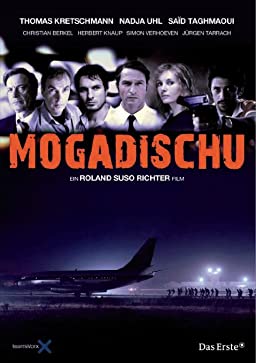 THOMAS KRETSCHMANN NADJA UHL SAÏD TAGHMAOUI
CHRISTIAN BERKEL HERBERT KNAUP SIMON VERHOEVEN JÜRGEN TARRACH
MOGADISCHU
EIN ROLAND SUSO RICHTER FILM
teamWorx Das Erste